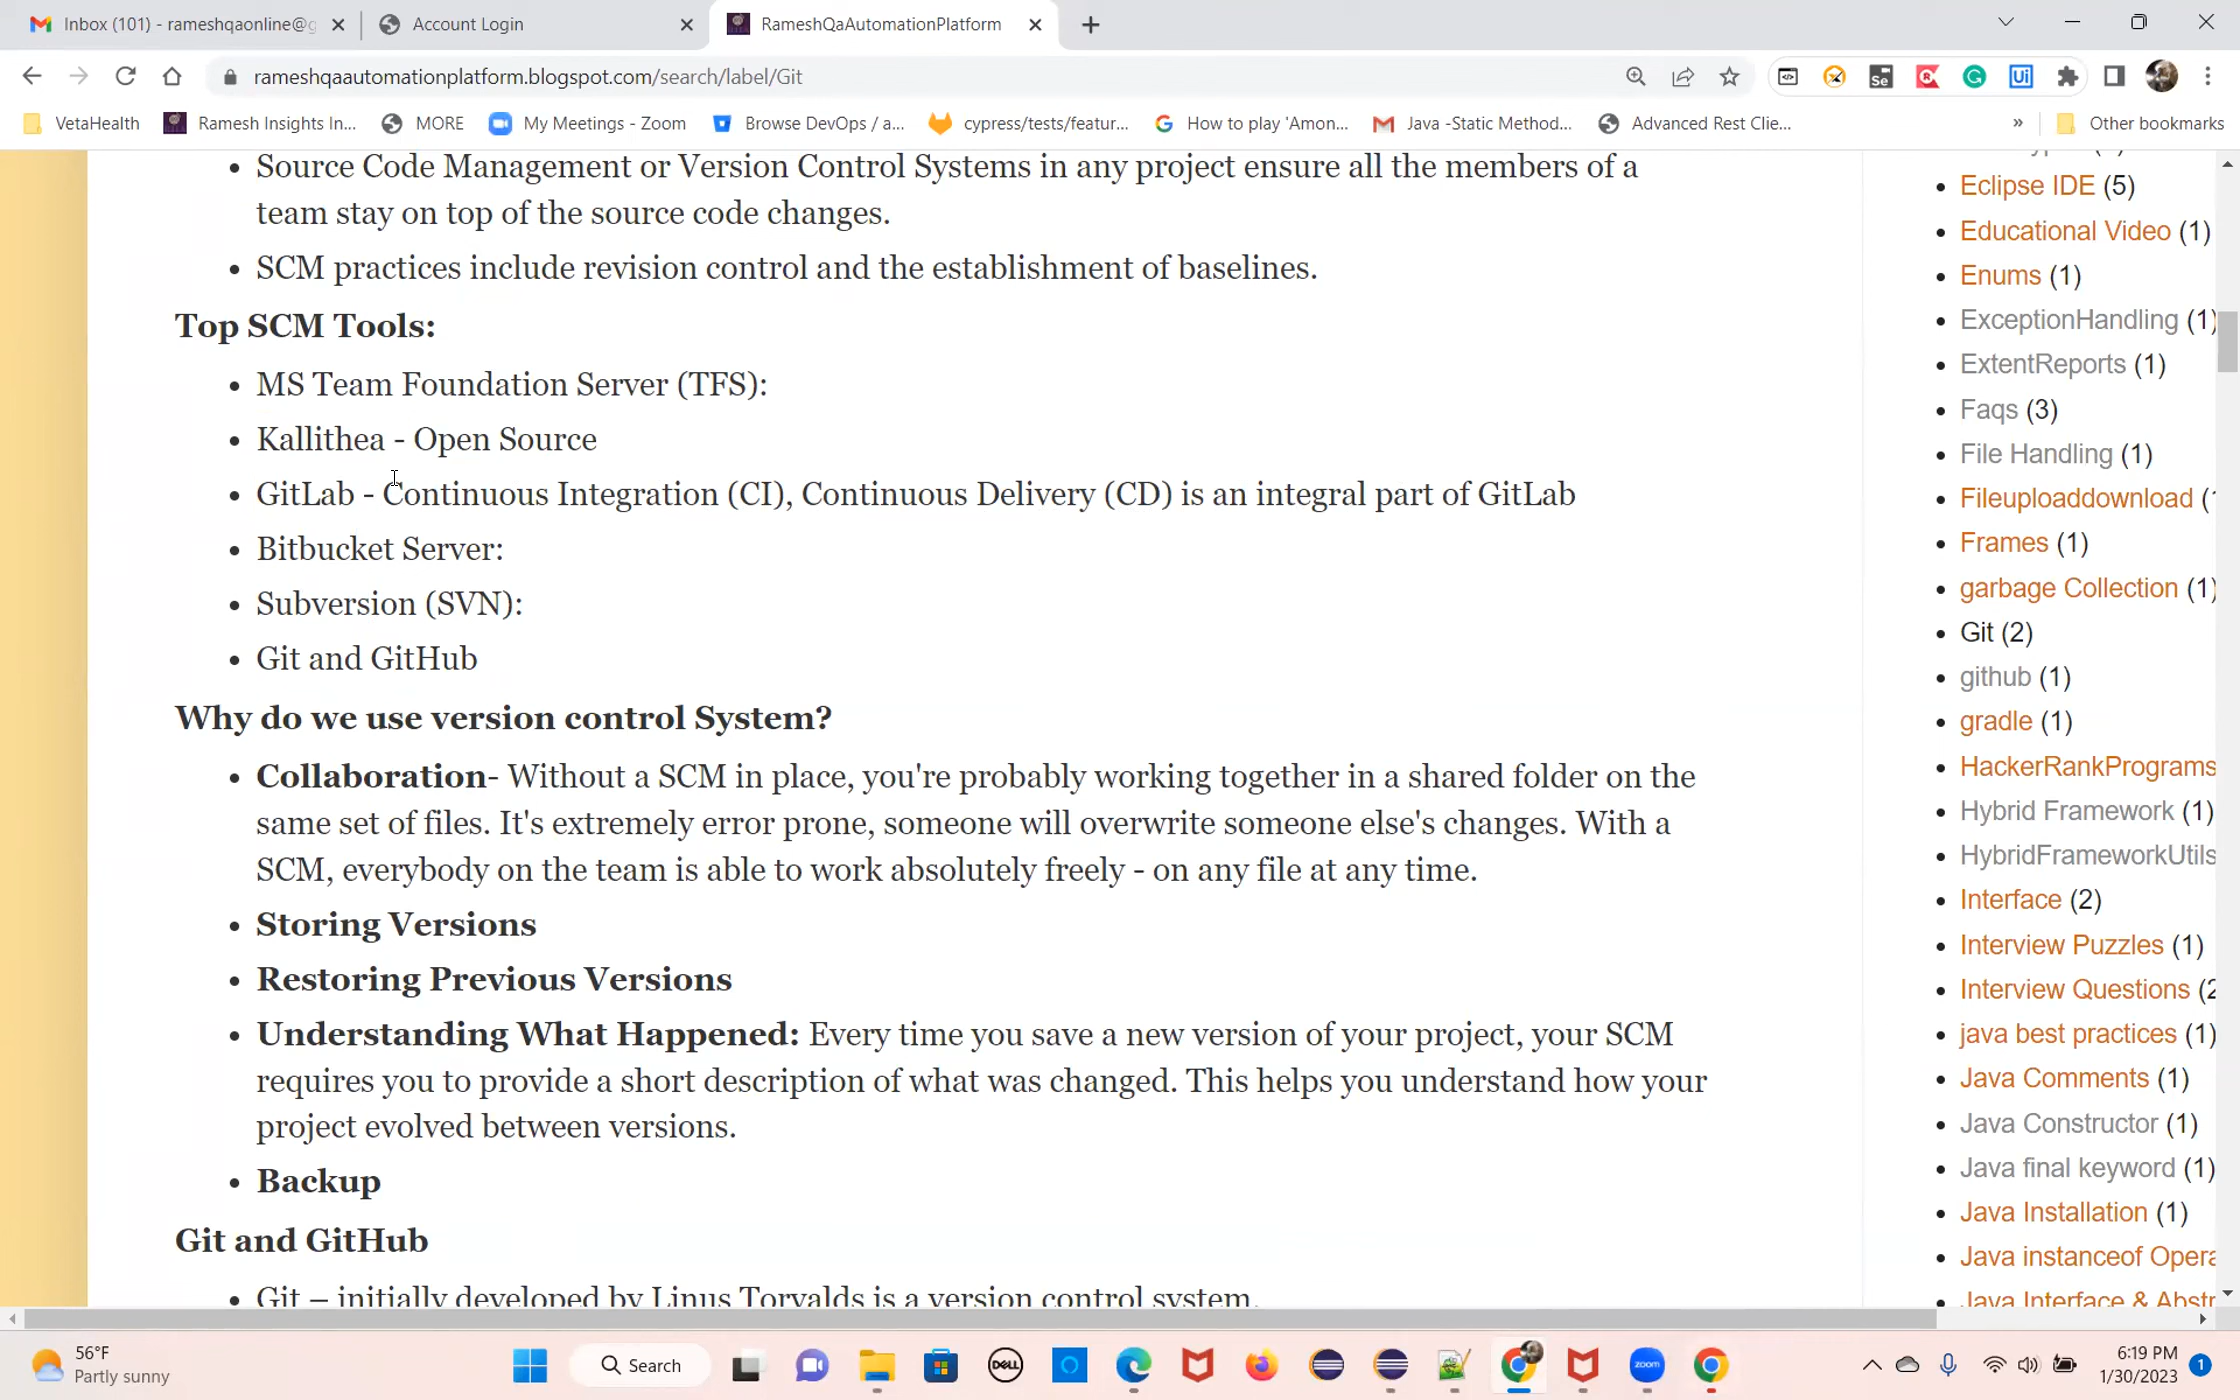 Inbox (101) - rameshqaonline@g
Account Login
RameshQaAutomationPlatform
rameshqaautomationplatform.blogspot.com/search/label/Git
VetaHealth
Ramesh Insights In...
MORE
My Meetings - Zoom
Browse DevOps / a...
cypress/tests/featur...
How to play 'Amon...
Java -Static Method...
Advanced Rest Clie...
»
Other bookmarks
• Source Code Management or Version Control Systems in any project ensure all the members of a
team stay on top of the source code changes.
• SCM practices include revision control and the establishment of baselines.
Top SCM Tools:
• MS Team Foundation Server (TFS):
• Kallithea - Open Source
• GitLab - Continuous Integration (CI), Continuous Delivery (CD) is an integral part of GitLab
• Bitbucket Server:
• Subversion (SVN):
• Git and GitHub
Why do we use version control System?
• Collaboration- Without a SCM in place, you're probably working together in a shared folder on the
same set of files. It's extremely error prone, someone will overwrite someone else's changes. With a
SCM, everybody on the team is able to work absolutely freely - on any file at any time.
• Storing Versions
• Restoring Previous Versions
• Understanding What Happened: Every time you save a new version of your project, your SCM
requires you to provide a short description of what was changed. This helps you understand how your
project evolved between versions.
• Backup
Git and GitHub
• Git – initially developed by Linus Torvalds is a version control system.
• Eclipse IDE (5)
• Educational Video (1)
• Enums (1)
• ExceptionHandling (1)
• ExtentReports (1)
• Faqs (3)
• File Handling (1)
• Fileuploaddownload (
• Frames (1)
• garbage Collection (1)
• Git (2)
• github (1)
• gradle (1)
• HackerRankPrograms
• Hybrid Framework (1)
• HybridFrameworkUtils
• Interface (2)
• Interview Puzzles (1)
• Interview Questions (2
• java best practices (1)
• Java Comments (1)
• Java Constructor (1)
• Java final keyword (1)
• Java Installation (1)
• Java instanceof Opera
• Java Interface & Abstr
56°F
Partly sunny
Search
DELL
zoom
6:19 PM
1/30/2023
1